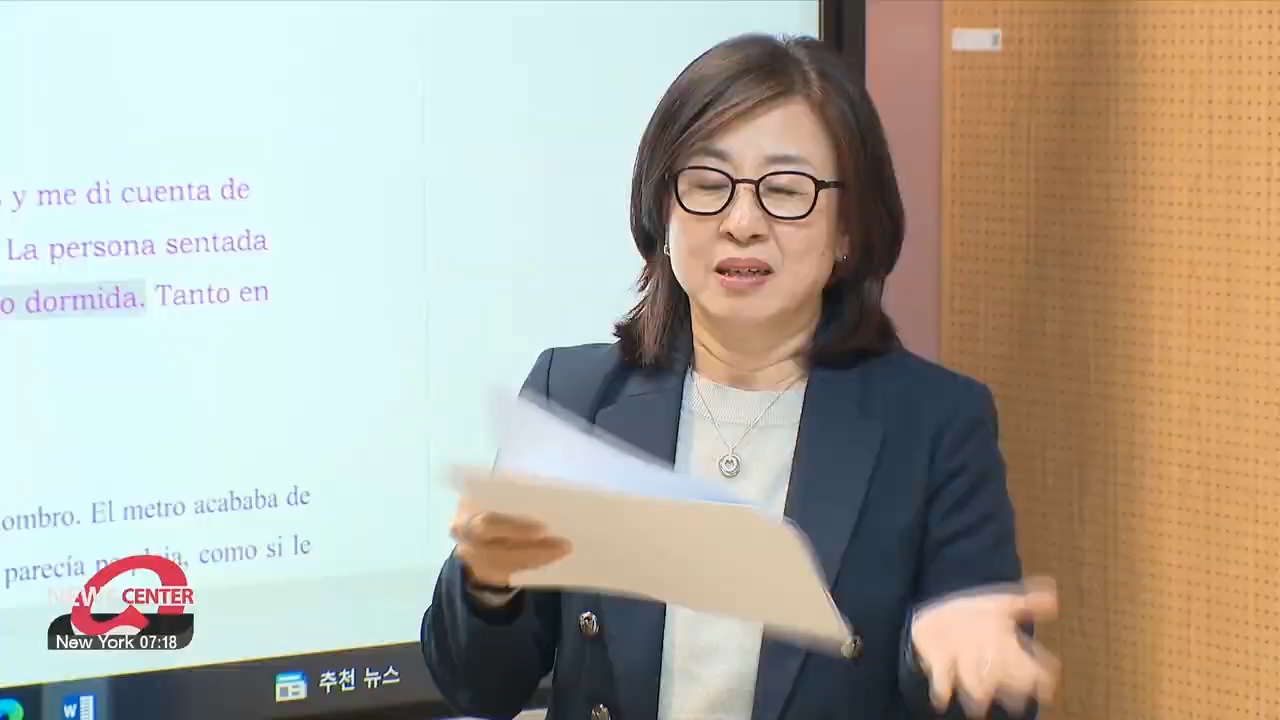 y me di cuenta de
La persona sentada
o dormida. Tanto en
ombro. El metro acababa de
parecía perpleja, como si le
NEWS CENTER
New York 07:18
추천 뉴스
W